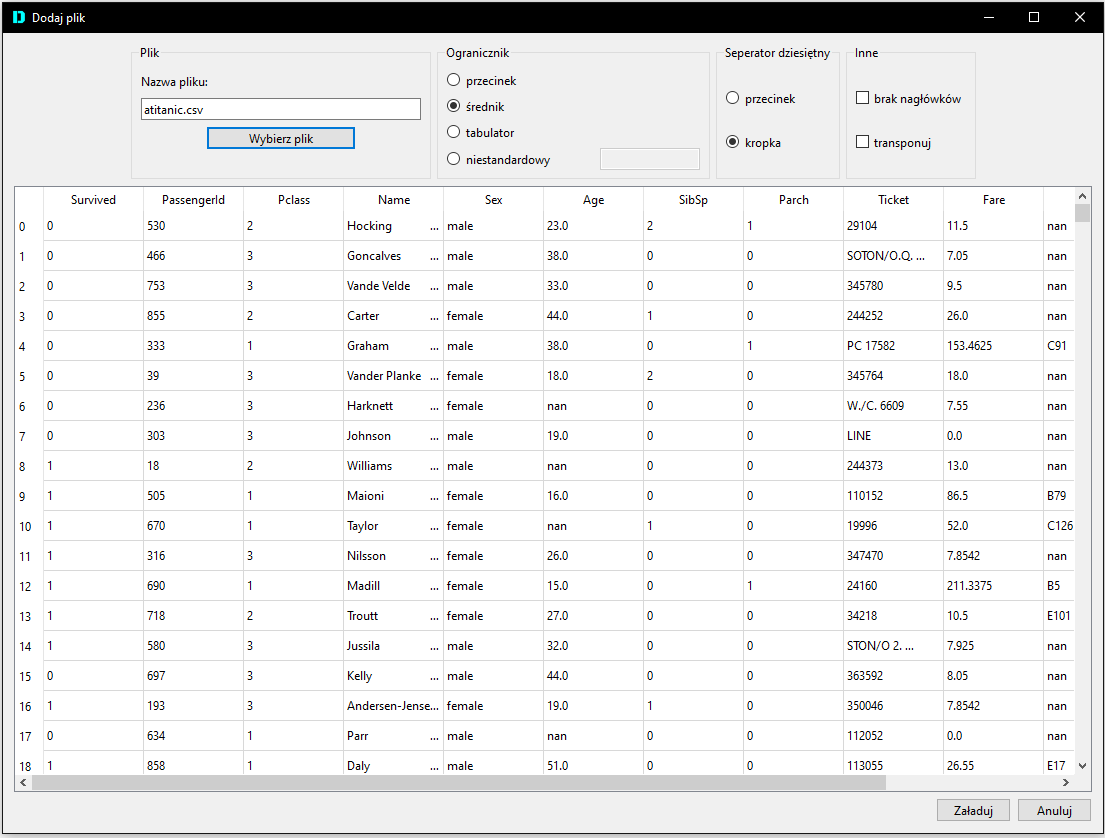 D Dodaj plik
Plik Ogranicznik Seperator dziesiętny Inne
Nazwa pliku:
atitanic.csv
Wybierz plik
przecinek
średnik
tabulator
niestandardowy
przecinek
kropka
brak nagłówków
transponuj
Survived PassengerId Pclass Name Sex Age SibSp Parch Ticket Fare
0 0 530 2 Hocking ... male 23.0 2 1 29104 11.5 nan
1 0 466 3 Goncalves ... male 38.0 0 0 SOTON/O.Q. ... 7.05 nan
2 0 753 3 Vande Velde ... male 33.0 0 0 345780 9.5 nan
3 0 855 2 Carter ... female 44.0 1 0 244252 26.0 nan
4 0 333 1 Graham ... male 38.0 0 1 PC 17582 153.4625 C91
5 0 39 3 Vander Planke ... female 18.0 2 0 345764 18.0 nan
6 0 236 3 Harknett ... female nan 0 0 W./C. 6609 7.55 nan
7 0 303 3 Johnson ... male 19.0 0 0 LINE 0.0 nan
8 1 18 2 Williams ... male nan 0 0 244373 13.0 nan
9 1 505 1 Maioni ... female 16.0 0 0 110152 86.5 B79
10 1 670 1 Taylor ... female nan 1 0 19996 52.0 C126
11 1 316 3 Nilsson ... female 26.0 0 0 347470 7.8542 nan
12 1 690 1 Madill ... female 15.0 0 1 24160 211.3375 B5
13 1 718 2 Troutt ... female 27.0 0 0 34218 10.5 E101
14 1 580 3 Jussila ... male 32.0 0 0 STON/O 2. ... 7.925 nan
15 0 697 3 Kelly ... male 44.0 0 0 363592 8.05 nan
16 1 193 3 Andersen-Jense... female 19.0 1 0 350046 7.8542 nan
17 0 634 1 Parr ... male nan 0 0 112052 0.0 nan
18 1 858 1 Daly ... male 51.0 0 0 113055 26.55 E17
Załaduj Anuluj